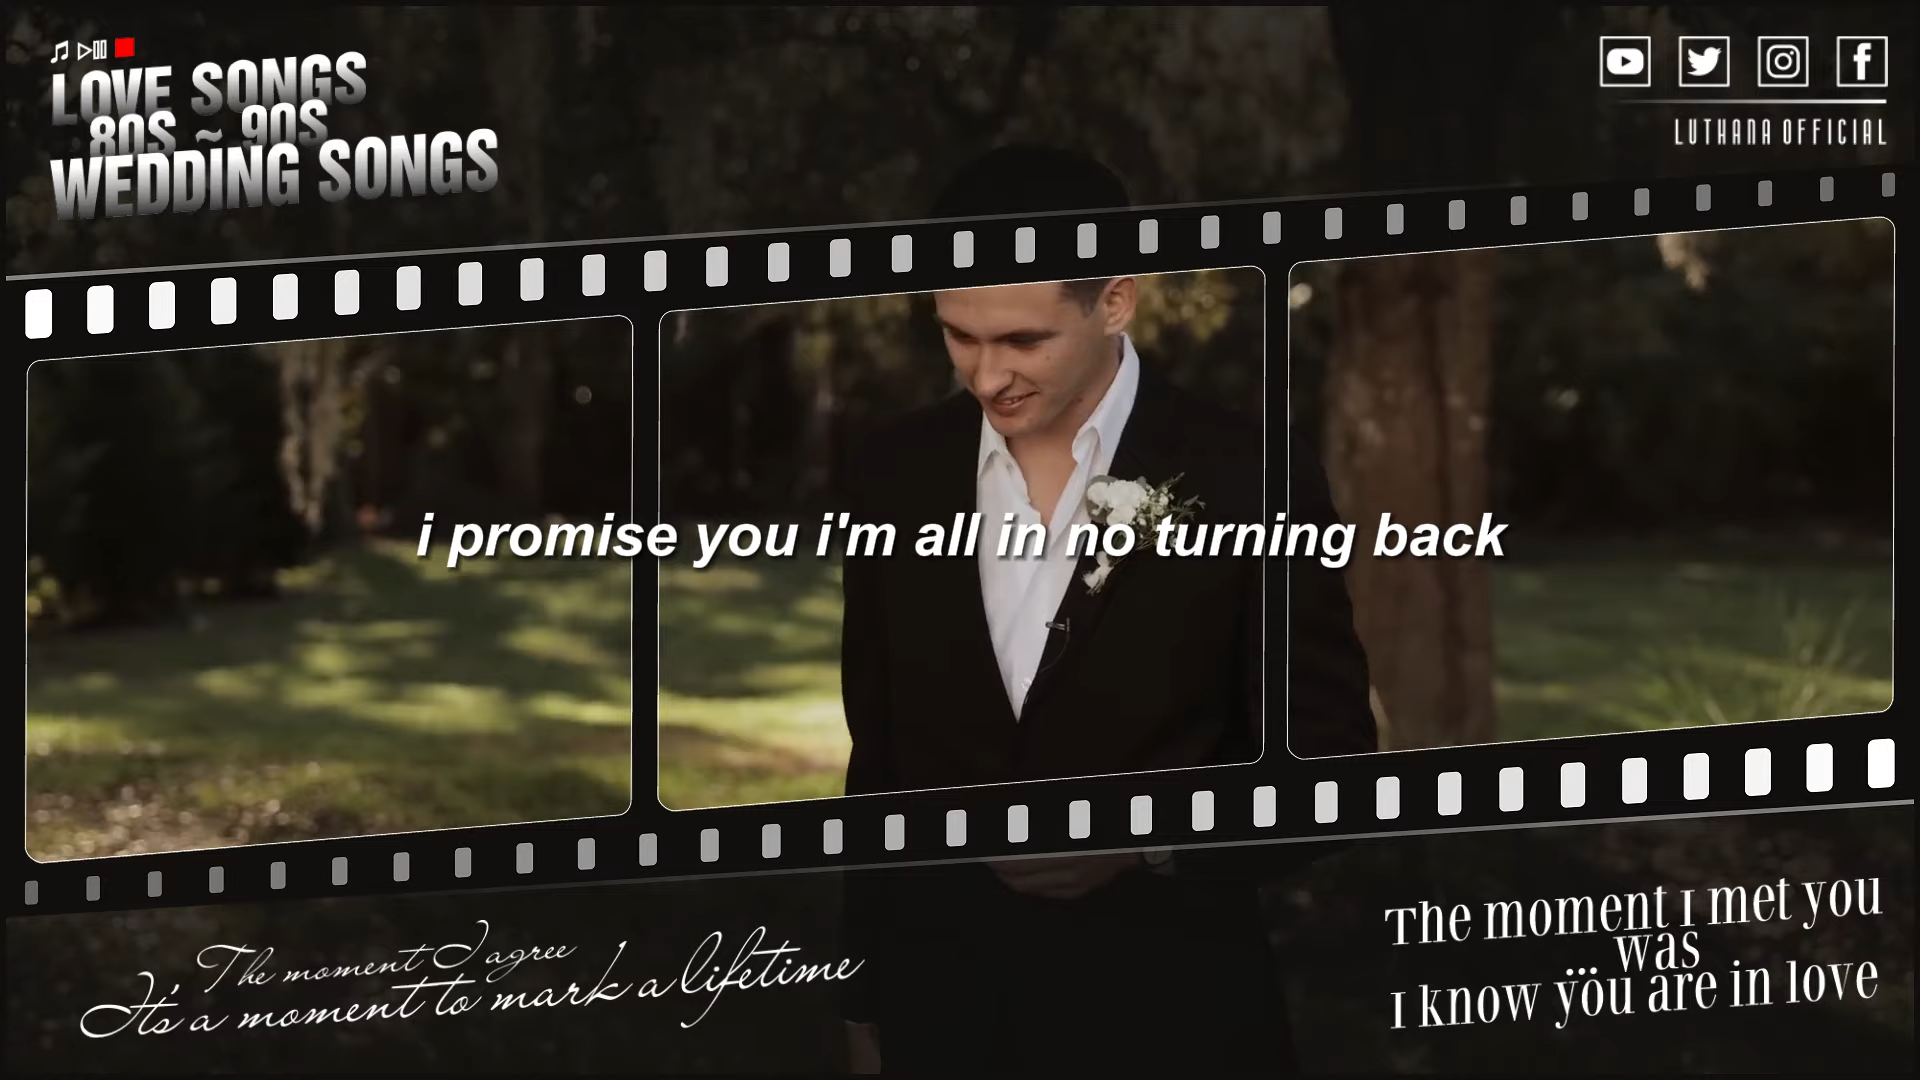 LOVE SONGS
80S ~ 90S
WEDDING SONGS
LUTHANA OFFICIAL
i promise you i'm all in no turning back
The moment I agree
It's a moment to mark a lifetime
The moment I met you
was
I know you are in love